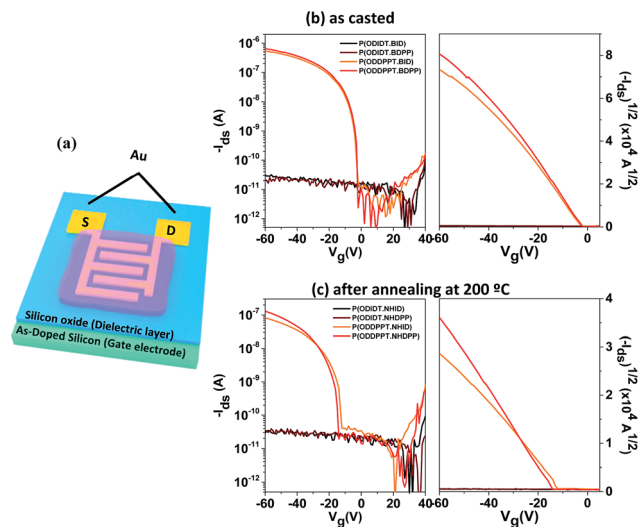 (a)
Au
S
D
Silicon oxide (Dielectric layer)
As-Doped Silicon (Gate electrode)
(b) as casted
10⁻⁶
10⁻⁷
10⁻⁸
10⁻⁹
10⁻¹⁰
10⁻¹¹
10⁻¹²
-I_ds (A)
P(ODIDT.BID)
P(ODIDT.BDPP)
P(ODDPPT.BID)
P(ODDPPT.BDPP)
-60 -40 -20 0 20 40
V_g(V)
-60 -40 -20 0
V_g(V)
8
6
4
2
0
(-I_ds)^1/2 (x10⁴ A^1/2)
(c) after annealing at 200 ºC
10⁻⁷
10⁻⁸
10⁻⁹
10⁻¹⁰
10⁻¹¹
10⁻¹²
-I_ds (A)
P(ODIDT.NHID)
P(ODIDT.NHDPP)
P(ODDPPT.NHID)
P(ODDPPT.NHDPP)
-60 -40 -20 0 20 40
V_g(V)
-60 -40 -20 0
V_g(V)
4
3
2
1
0
(-I_ds)^1/2 (x10⁴ A^1/2)